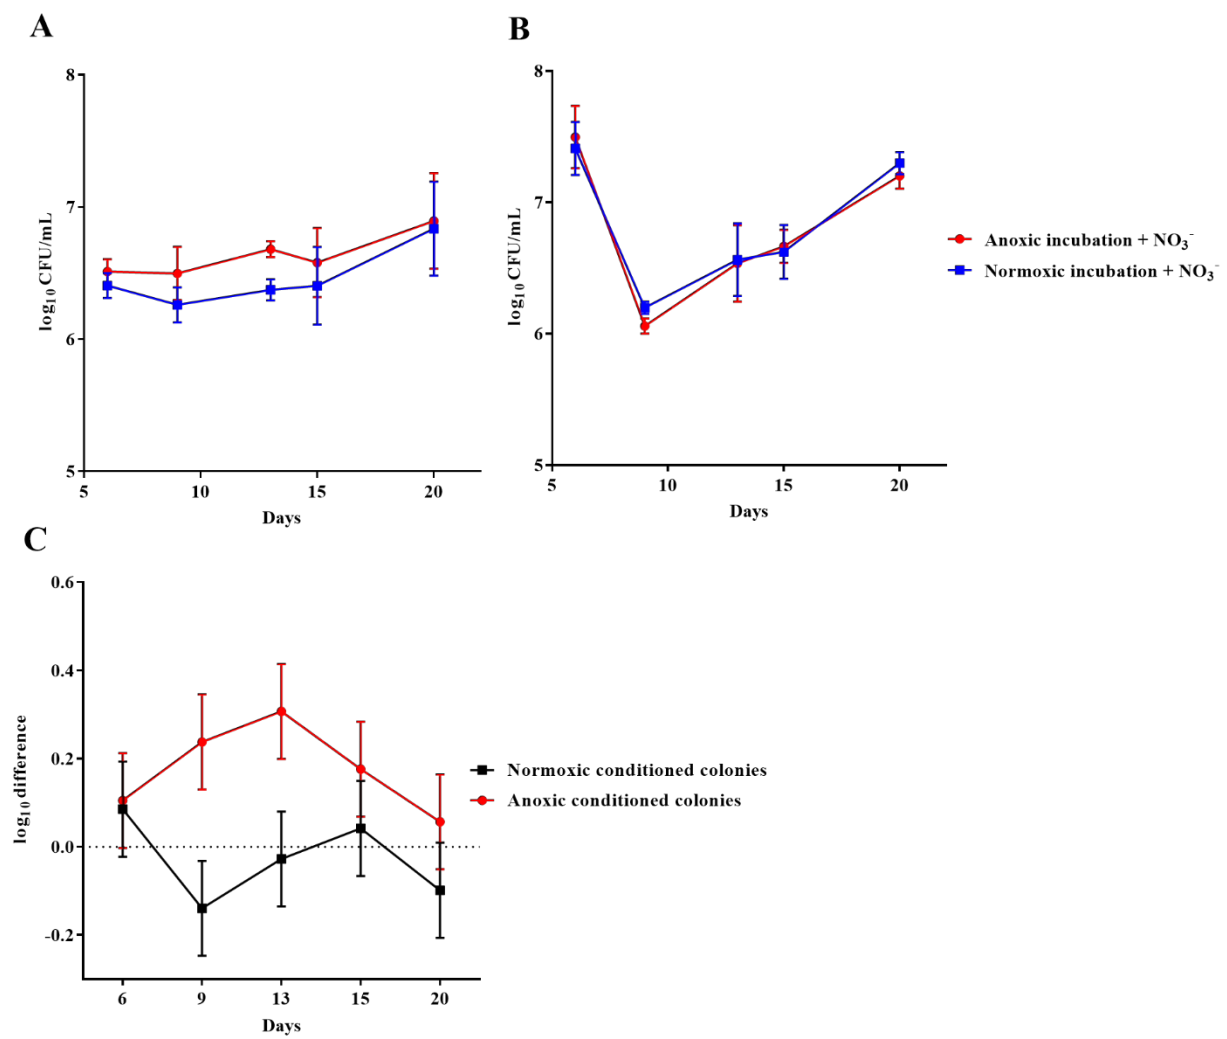 A
B
8
7
6
5
log₁₀ CFU/mL
5
10
15
20
Days
8
7
6
5
log₁₀ CFU/mL
5
10
15
20
Days
Anoxic incubation + NO₃⁻
Normoxic incubation + NO₃⁻
C
0.6
0.4
0.2
0.0
-0.2
log₁₀ difference
6
9
13
15
20
Days
Normoxic conditioned colonies
Anoxic conditioned colonies